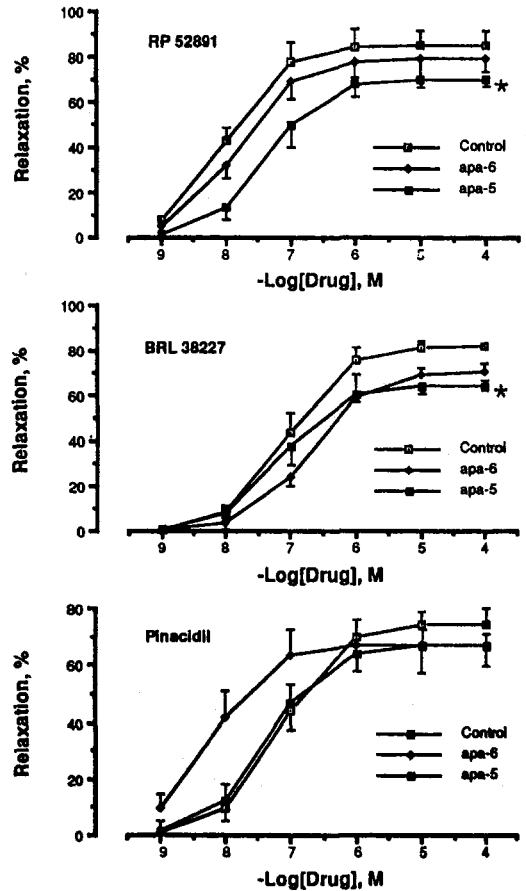 100
RP 52891
80
60
40
20
0
Relaxation, %
Control
apa-6
apa-5
*
9 8 7 6 5 4
-Log[Drug], M
100
BRL 38227
80
60
40
20
0
Relaxation, %
Control
apa-6
apa-5
*
9 8 7 6 5 4
-Log[Drug], M
80
Pinacidil
60
40
20
0
Relaxation, %
Control
apa-6
apa-5
9 8 7 6 5 4
-Log[Drug], M